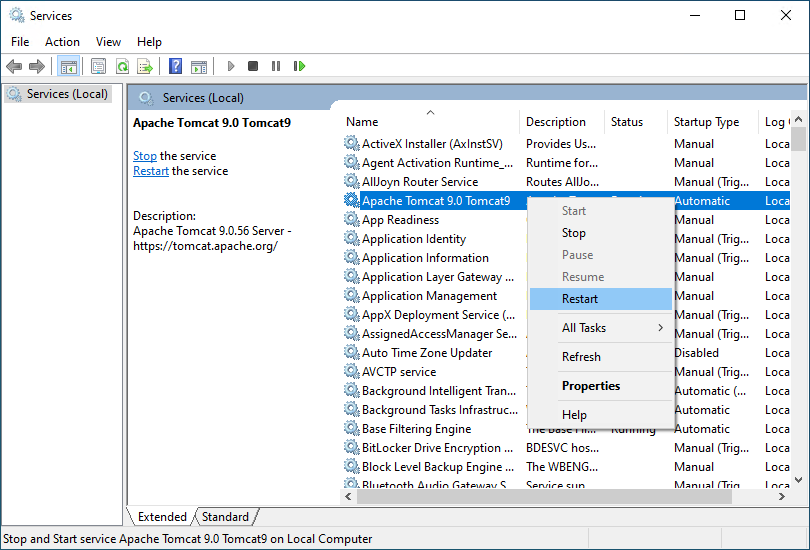 Services
File Action View Help
Services (Local)
Services (Local)
Apache Tomcat 9.0 Tomcat9
Stop the service
Restart the service
Description:
Apache Tomcat 9.0.56 Server -
https://tomcat.apache.org/
Name Description Status Startup Type Log
ActiveX Installer (AxInstSV) Provides Us... Manual Loca
Agent Activation Runtime_... Runtime for... Manual Loca
AllJoyn Router Service Routes AllJo... Manual (Trig... Loca
Apache Tomcat 9.0 Tomcat9 Automatic Loca
App Readiness Manual Loca
Application Identity Manual (Trig... Loca
Application Information Manual (Trig... Loca
Application Layer Gateway ... Manual Loca
Application Management Manual Loca
AppX Deployment Service (... Manual (Trig... Loca
AssignedAccessManager Se... Manual (Trig... Loca
Auto Time Zone Updater Disabled Loca
AVCTP service Manual (Trig... Loca
Background Intelligent Tran... Automatic (... Loca
Background Tasks Infrastruc... Automatic Loca
Base Filtering Engine The Base Fil... Running Automatic Loca
BitLocker Drive Encryption ... BDESVC hos... Manual (Trig... Loca
Block Level Backup Engine ... The WBENG... Manual Loca
Bluetooth Audio Gateway S... Service sup... Manual (Trig... Loca
Start
Stop
Pause
Resume
Restart
All Tasks
Refresh
Properties
Help
Extended Standard
Stop and Start service Apache Tomcat 9.0 Tomcat9 on Local Computer